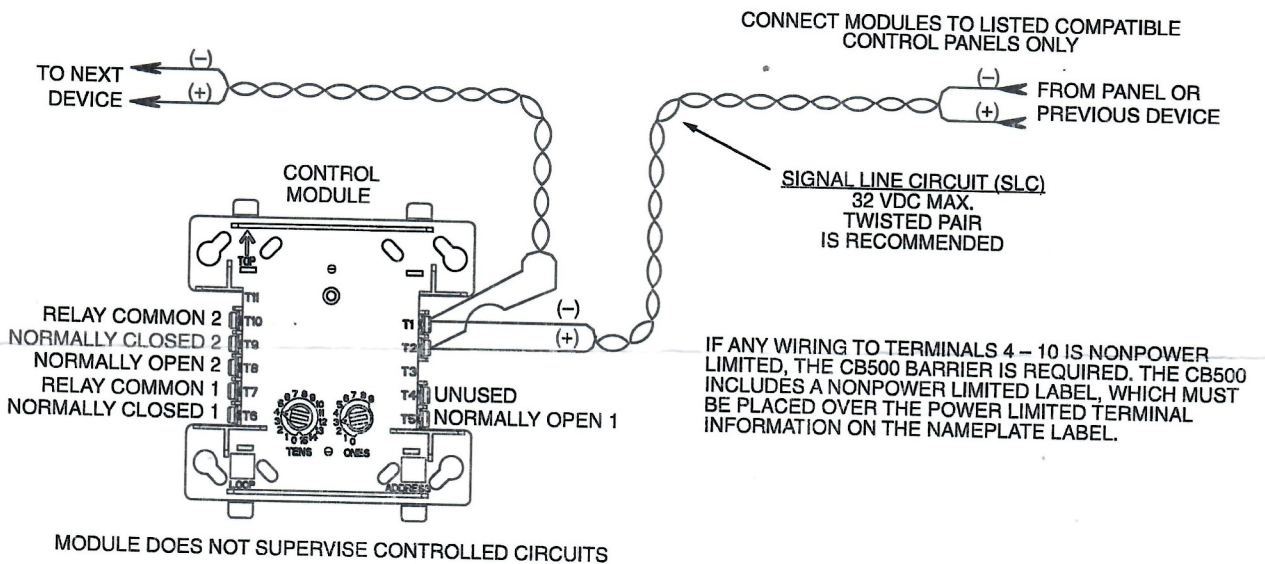 CONNECT MODULES TO LISTED COMPATIBLE
CONTROL PANELS ONLY
TO NEXT
DEVICE
(–)
(+)
(–)
(+)
FROM PANEL OR
PREVIOUS DEVICE
SIGNAL LINE CIRCUIT (SLC)
32 VDC MAX.
TWISTED PAIR
IS RECOMMENDED
CONTROL
MODULE
TOP
T11
RELAY COMMON 2 T10
NORMALLY CLOSED 2 T9
NORMALLY OPEN 2 T8
RELAY COMMON 1 T7
NORMALLY CLOSED 1 T6
T1 (–)
T2 (+)
T3
T4 UNUSED
T5 NORMALLY OPEN 1
TENS ONES
LOOP ADDRESS
IF ANY WIRING TO TERMINALS 4 – 10 IS NONPOWER
LIMITED, THE CB500 BARRIER IS REQUIRED. THE CB500
INCLUDES A NONPOWER LIMITED LABEL, WHICH MUST
BE PLACED OVER THE POWER LIMITED TERMINAL
INFORMATION ON THE NAMEPLATE LABEL.
MODULE DOES NOT SUPERVISE CONTROLLED CIRCUITS